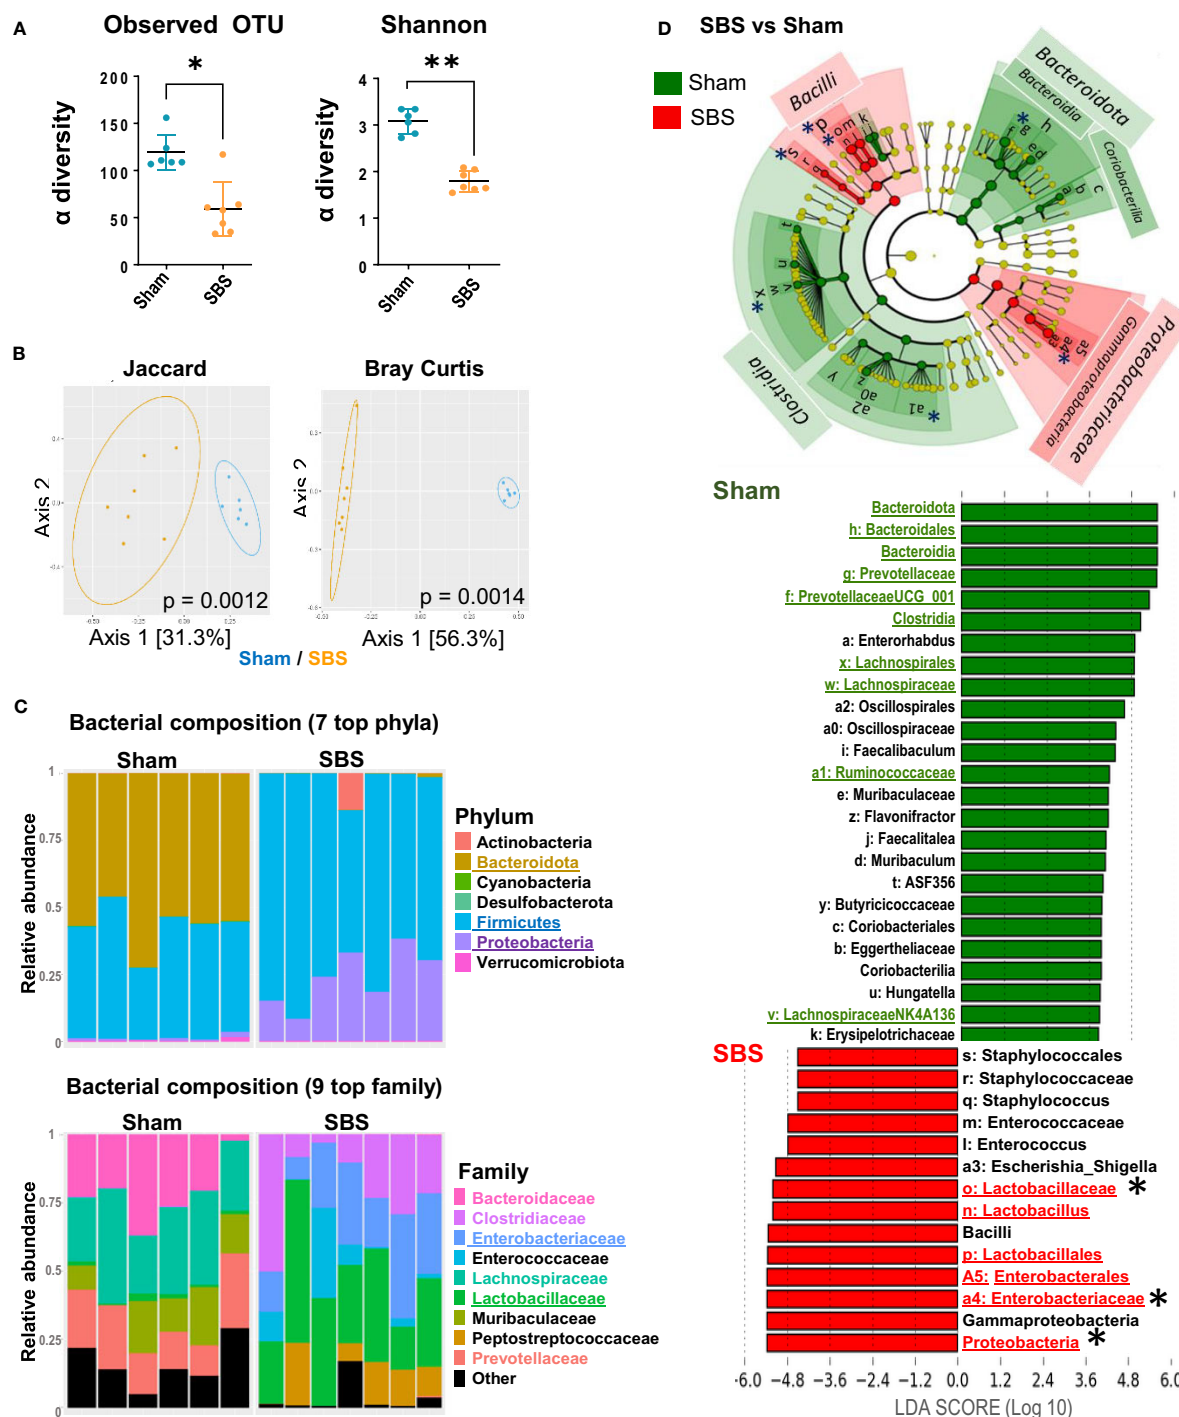 A
Observed OTU
Shannon
*
**
α diversity
200
150
100
50
0
Sham
SBS
α diversity
4
3
2
1
0
Sham
SBS
B
Jaccard
Bray Curtis
Axis 2
p = 0.0012
Axis 1 [31.3%]
Axis 2
p = 0.0014
Axis 1 [56.3%]
Sham / SBS
C
Bacterial composition (7 top phyla)
Sham
SBS
Relative abundance
1
0.75
0.5
0.25
0
Phylum
Actinobacteria
Bacteroidota
Cyanobacteria
Desulfobacterota
Firmicutes
Proteobacteria
Verrucomicrobiota
Bacterial composition (9 top family)
Sham
SBS
Relative abundance
1
0.75
0.5
0.25
0
Family
Bacteroidaceae
Clostridiaceae
Enterobacteriaceae
Enterococcaceae
Lachnospiraceae
Lactobacillaceae
Muribaculaceae
Peptostreptococcaceae
Prevotellaceae
Other
D
SBS vs Sham
Sham
SBS
Bacilli
Bacteroidota
Bacteroidia
Coriobacteriia
Clostridia
Proteobacteriaceae
Gammaproteobacteria
Sham
Bacteroidota
h: Bacteroidales
Bacteroidia
g: Prevotellaceae
f: PrevotellaceaeUCG_001
Clostridia
a: Enterorhabdus
x: Lachnospirales
w: Lachnospiraceae
a2: Oscillospirales
a0: Oscillospiraceae
i: Faecalibaculum
a1: Ruminococcaceae
e: Muribaculaceae
z: Flavonifractor
j: Faecalitalea
d: Muribaculum
t: ASF356
y: Butyricicoccaceae
c: Coriobacteriales
b: Eggertheliaceae
Coriobacterilia
u: Hungatella
v: LachnospiraceaeNK4A136
k: Erysipelotrichaceae
SBS
s: Staphylococcales
r: Staphylococcaceae
q: Staphylococcus
m: Enterococcaceae
l: Enterococcus
a3: Escherishia_Shigella
o: Lactobacillaceae *
n: Lactobacillus
Bacilli
p: Lactobacillales
A5: Enterobacterales
a4: Enterobacteriaceae *
Gammaproteobacteria
Proteobacteria *
-6.0 -4.8 -3.6 -2.4 -1.2 0.0 1.2 2.4 3.6 4.8 6.0
LDA SCORE (Log 10)